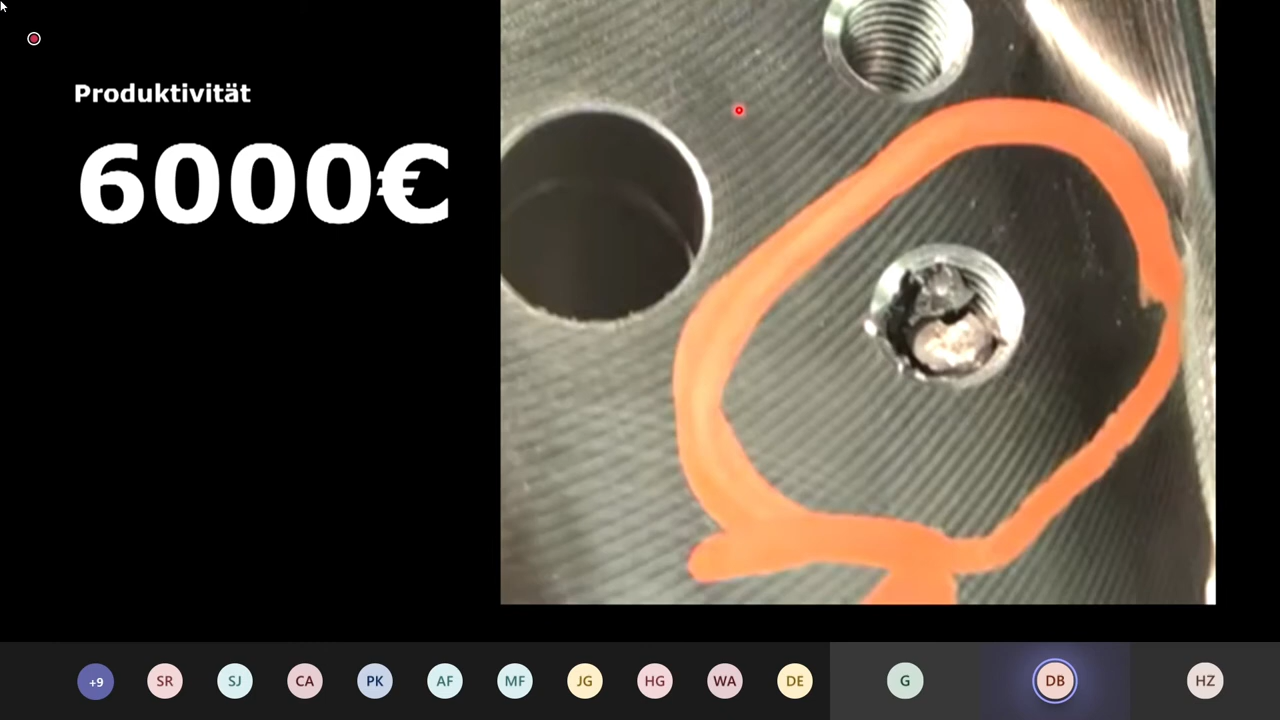 Produktivität
6000€
+9
SR
SJ
CA
PK
AF
MF
JG
HG
WA
DE
G
DB
HZ